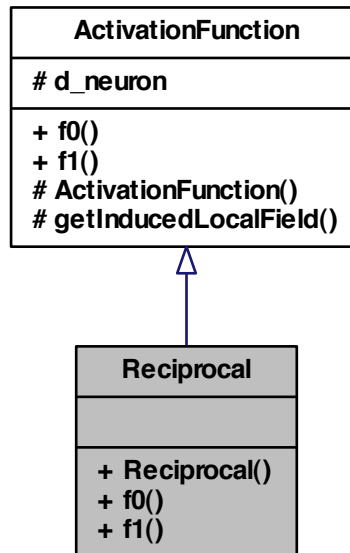 ActivationFunction
# d_neuron
+ f0()
+ f1()
# ActivationFunction()
# getInducedLocalField()
Reciprocal
+ Reciprocal()
+ f0()
+ f1()